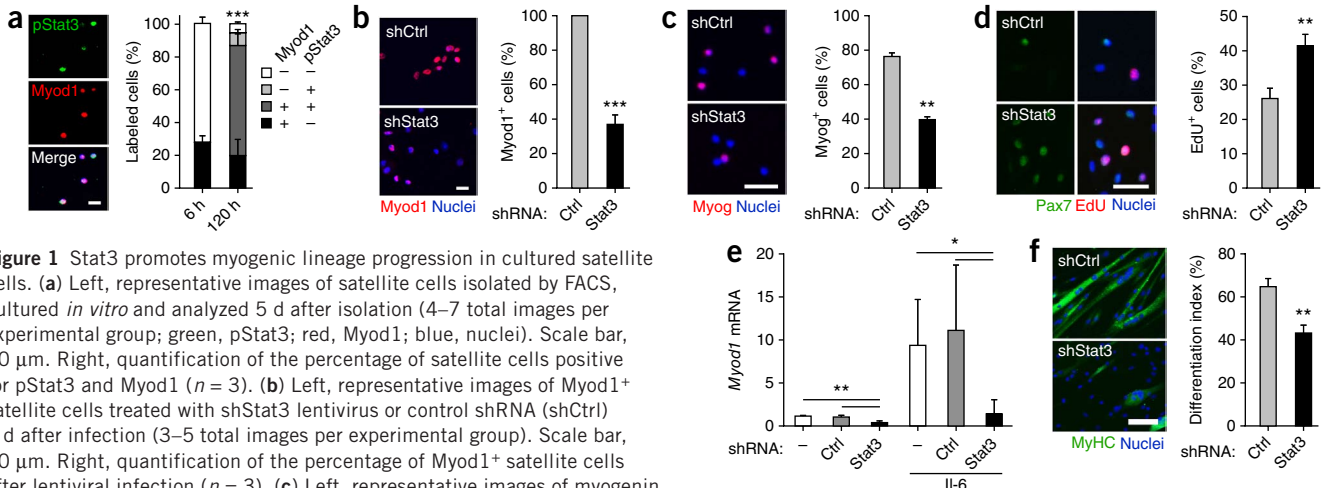 a
pStat3
Myod1
Merge
Labeled cells (%)
100
80
60
40
20
0
***
6 h
120 h
Myod1
pStat3
– –
– +
+ +
+ –
b
shCtrl
shStat3
Myod1 Nuclei
Myod1+ cells (%)
100
80
60
40
20
0
***
shRNA:
Ctrl
Stat3
c
shCtrl
shStat3
Myog Nuclei
Myog+ cells (%)
100
80
60
40
20
0
**
shRNA:
Ctrl
Stat3
d
shCtrl
shStat3
Pax7 EdU Nuclei
EdU+ cells (%)
50
40
30
20
10
0
**
shRNA:
Ctrl
Stat3
gure 1 Stat3 promotes myogenic lineage progression in cultured satellite
ells. (a) Left, representative images of satellite cells isolated by FACS,
ultured in vitro and analyzed 5 d after isolation (4–7 total images per
xperimental group; green, pStat3; red, Myod1; blue, nuclei). Scale bar,
0 μm. Right, quantification of the percentage of satellite cells positive
or pStat3 and Myod1 (n = 3). (b) Left, representative images of Myod1+
atellite cells treated with shStat3 lentivirus or control shRNA (shCtrl)
d after infection (3–5 total images per experimental group). Scale bar,
0 μm. Right, quantification of the percentage of Myod1+ satellite cells
fter lentiviral infection (n = 3). (c) Left, representative images of myogenin
e
Myod1 mRNA
20
15
10
5
0
**
*
shRNA:
–
Ctrl
Stat3
–
Ctrl
Stat3
Il-6
f
shCtrl
shStat3
MyHC Nuclei
Differentiation index (%)
80
60
40
20
0
**
shRNA:
Ctrl
Stat3